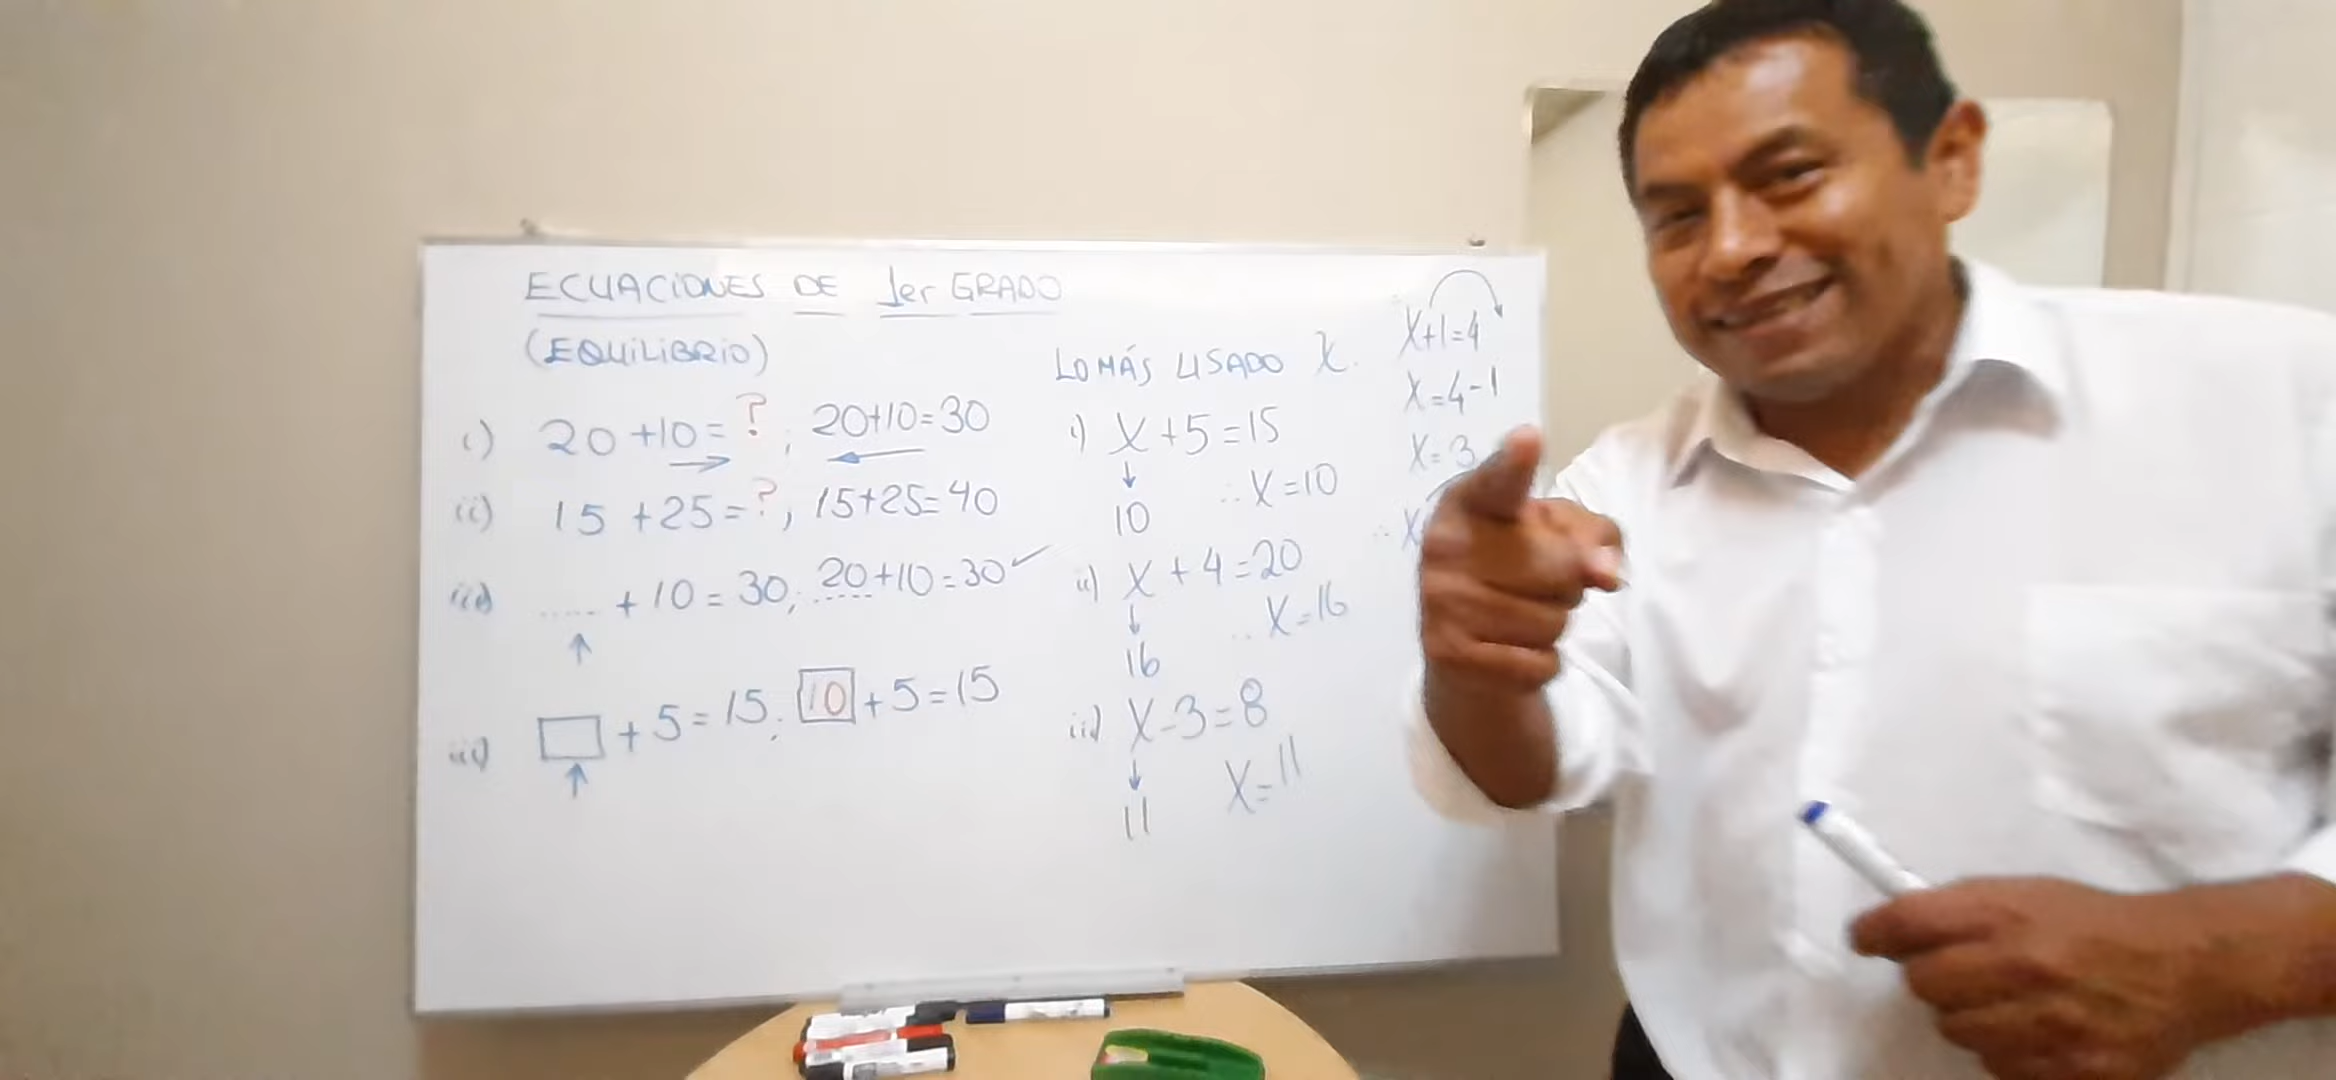 ECUACIONES DE 1er GRADO
(EQUILIBRIO)
i) 20 +10 = ? ; 20+10=30
ii) 15 +25 = ? , 15+25=40
iii) ..... + 10 = 30; 20+10=30 ✓
iii) □ + 5 = 15; 10 + 5 = 15
LO MÁS USADO X.
i) X + 5 = 15
∴ X = 10
10
ii) X + 4 = 20
∴ X = 16
16
iii) X - 3 = 8
X = 11
11
X+1=4
X=4-1
X=3
∴ X